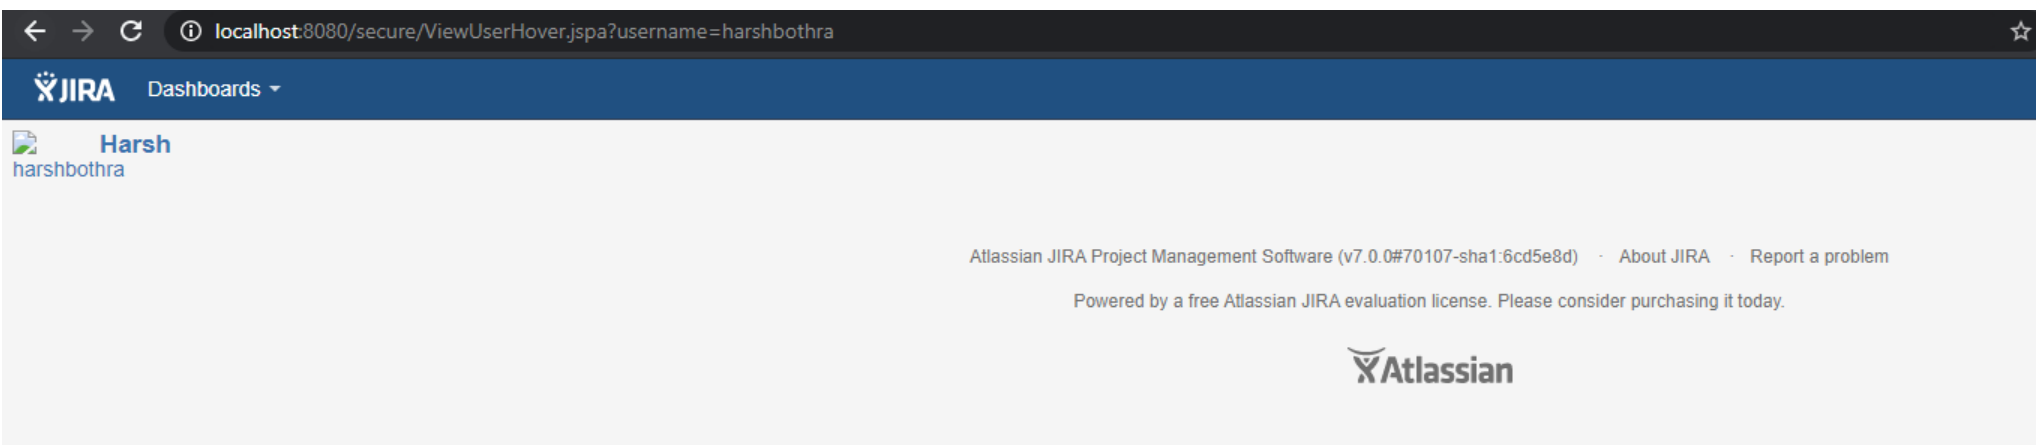 localhost:8080/secure/ViewUserHover.jspa?username=harshbothra
JIRA Dashboards
Harsh
harshbothra
Atlassian JIRA Project Management Software (v7.0.0#70107-sha1:6cd5e8d) · About JIRA · Report a problem
Powered by a free Atlassian JIRA evaluation license. Please consider purchasing it today.
Atlassian